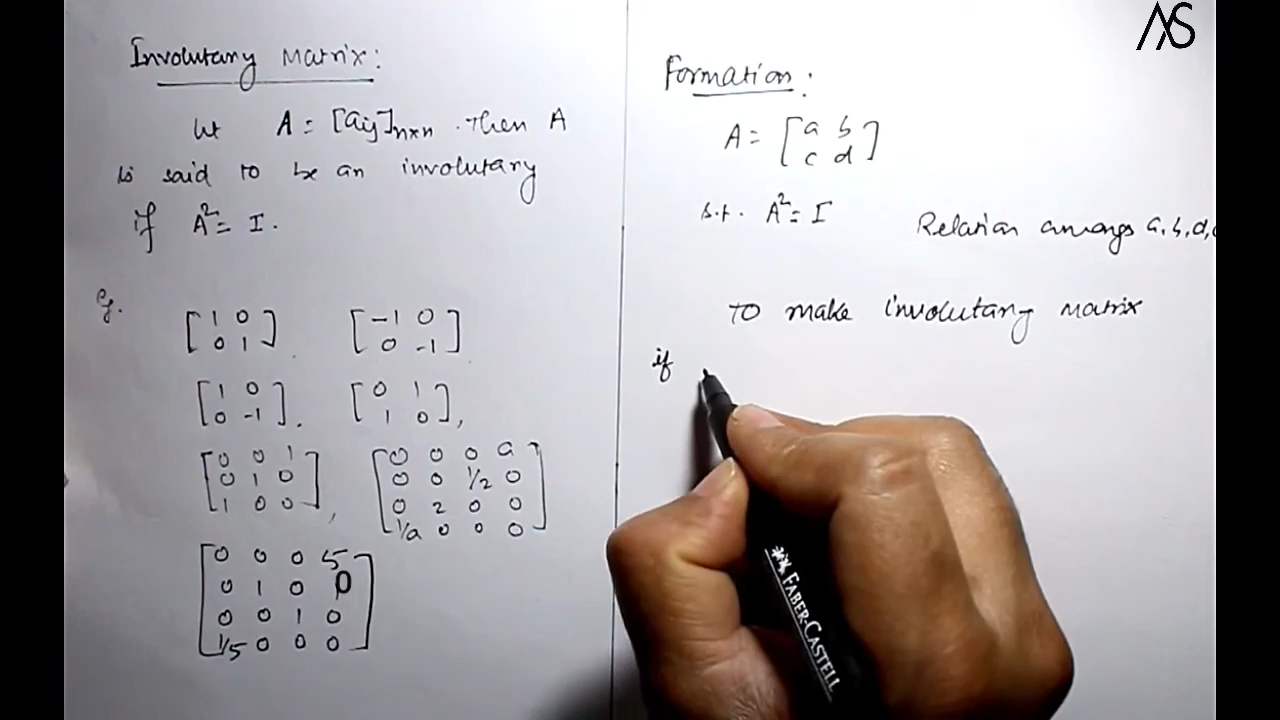 Involutary Matrix:
let A = [aij]n×n . Then A
is said to be an involutary
if A² = I.
eg.
[1 0
0 1],
[-1 0
0 -1]
[1 0
0 -1],
[0 1
1 0],
[0 0 1
0 1 0
1 0 0],
[0 0 0 a
0 0 1/2 0
0 2 0 0
1/a 0 0 0]
[0 0 0 5
0 1 0 0
0 0 1 0
1/5 0 0 0]
AS
Formation:
A = [a b
c d]
s.t. A² = I
Relation amongs a, b, d,
To make involutary matrix
if
FABER-CASTELL